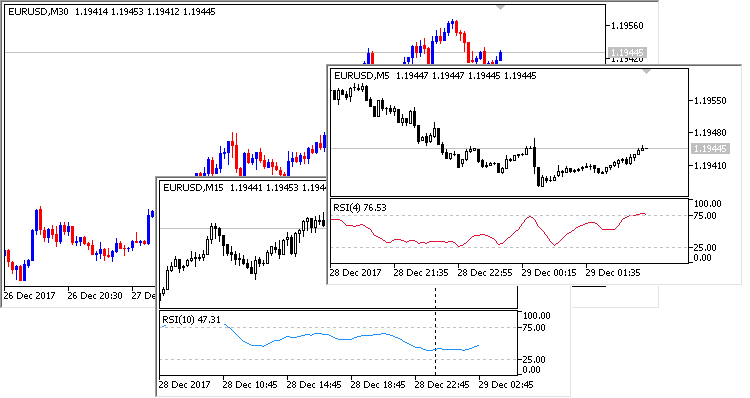 EURUSD,M30 1.19414 1.19453 1.19412 1.19445
1.19560
1.19445
1.19420
26 Dec 2017 26 Dec 20:30 27 De
EURUSD,M5 1.19447 1.19447 1.19445 1.19445
1.19550
1.19480
1.19445
1.19410
RSI(4) 76.53
100.00
75.00
25.00
0.00
28 Dec 2017 28 Dec 21:35 28 Dec 22:55 29 Dec 00:15 29 Dec 01:35
EURUSD,M15 1.19441 1.19453 1.194
RSI(10) 47.31
100.00
75.00
25.00
0.00
28 Dec 2017 28 Dec 10:45 28 Dec 14:45 28 Dec 18:45 28 Dec 22:45 29 Dec 02:45